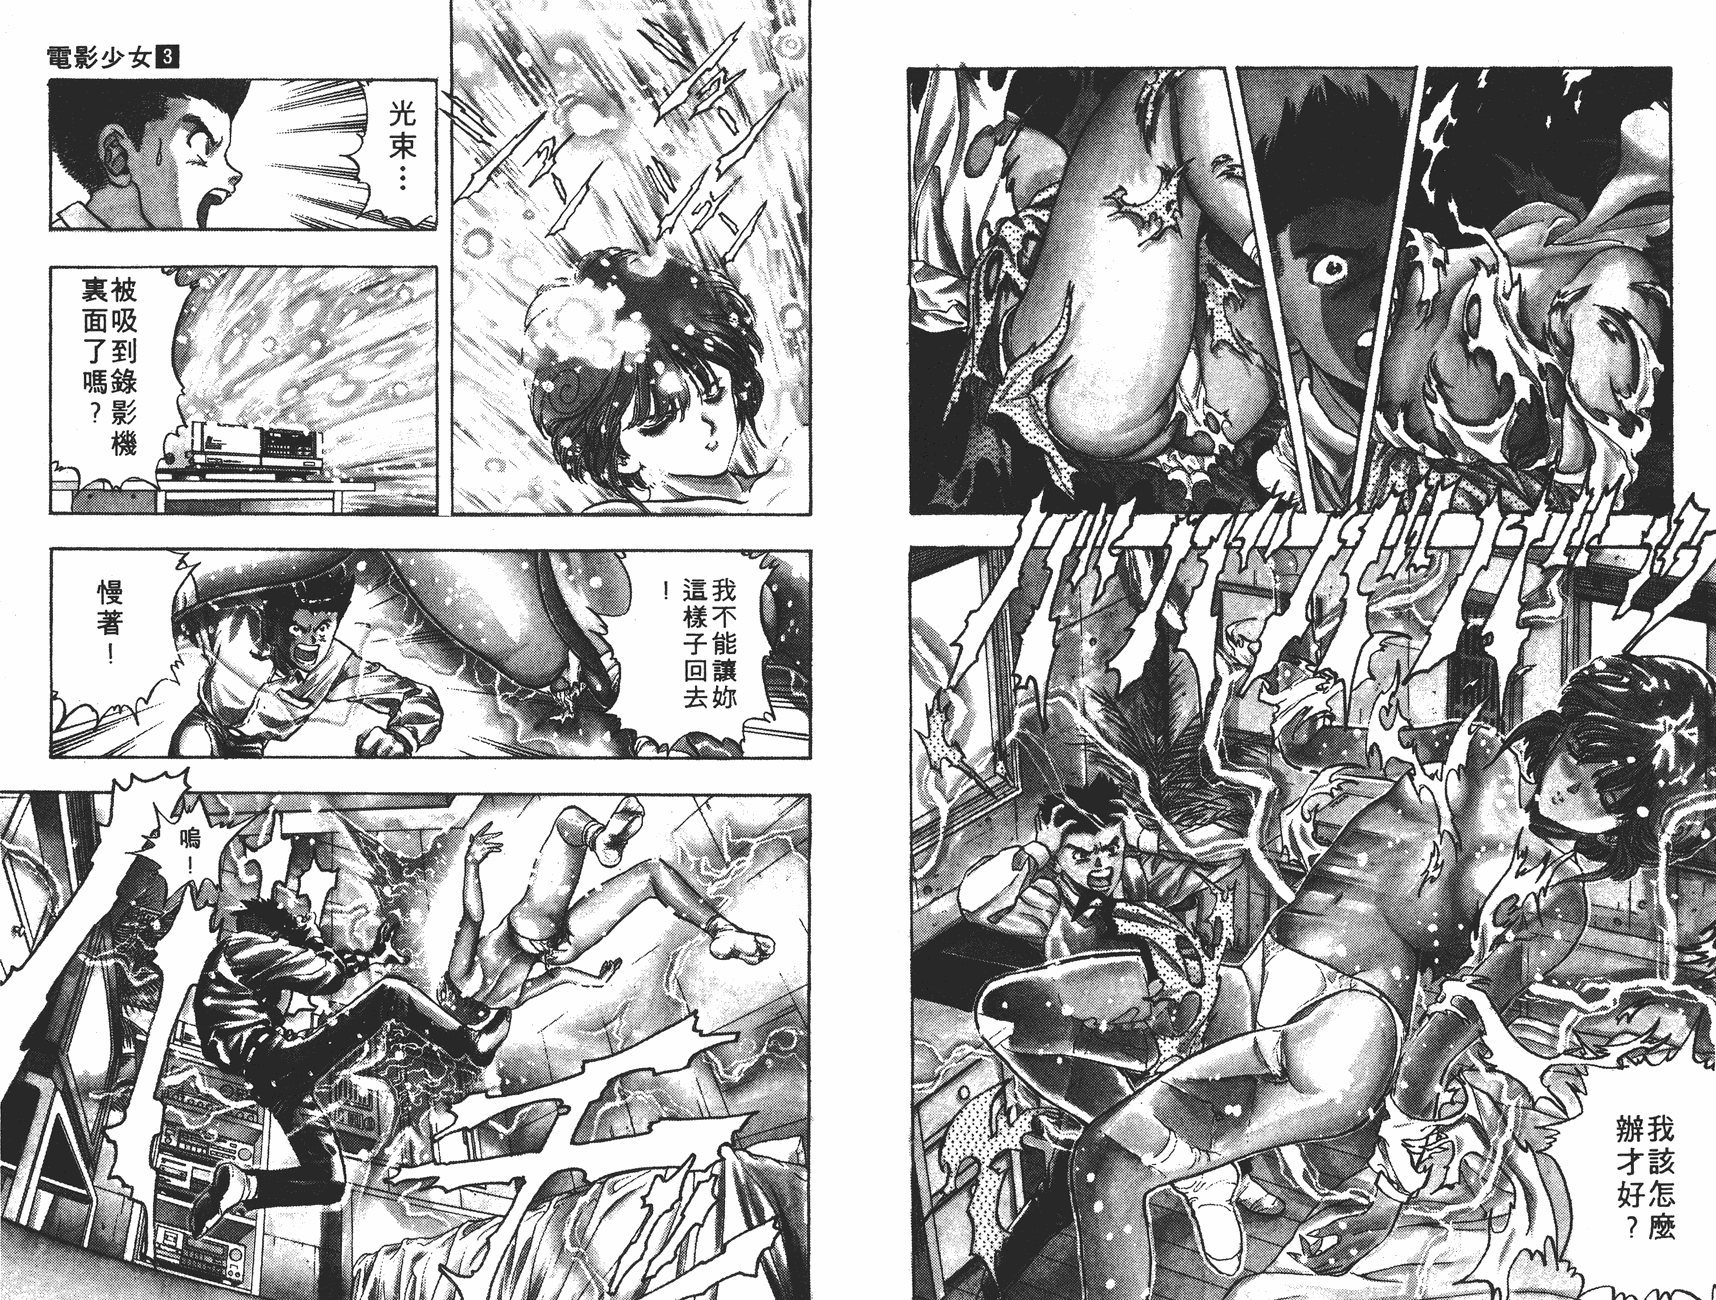 我該怎麼
辦才好?
電影少女3
光束…
被吸到錄影機
裏面了嗎?
我不能讓妳
這樣子回去
!
慢著!
嗚!